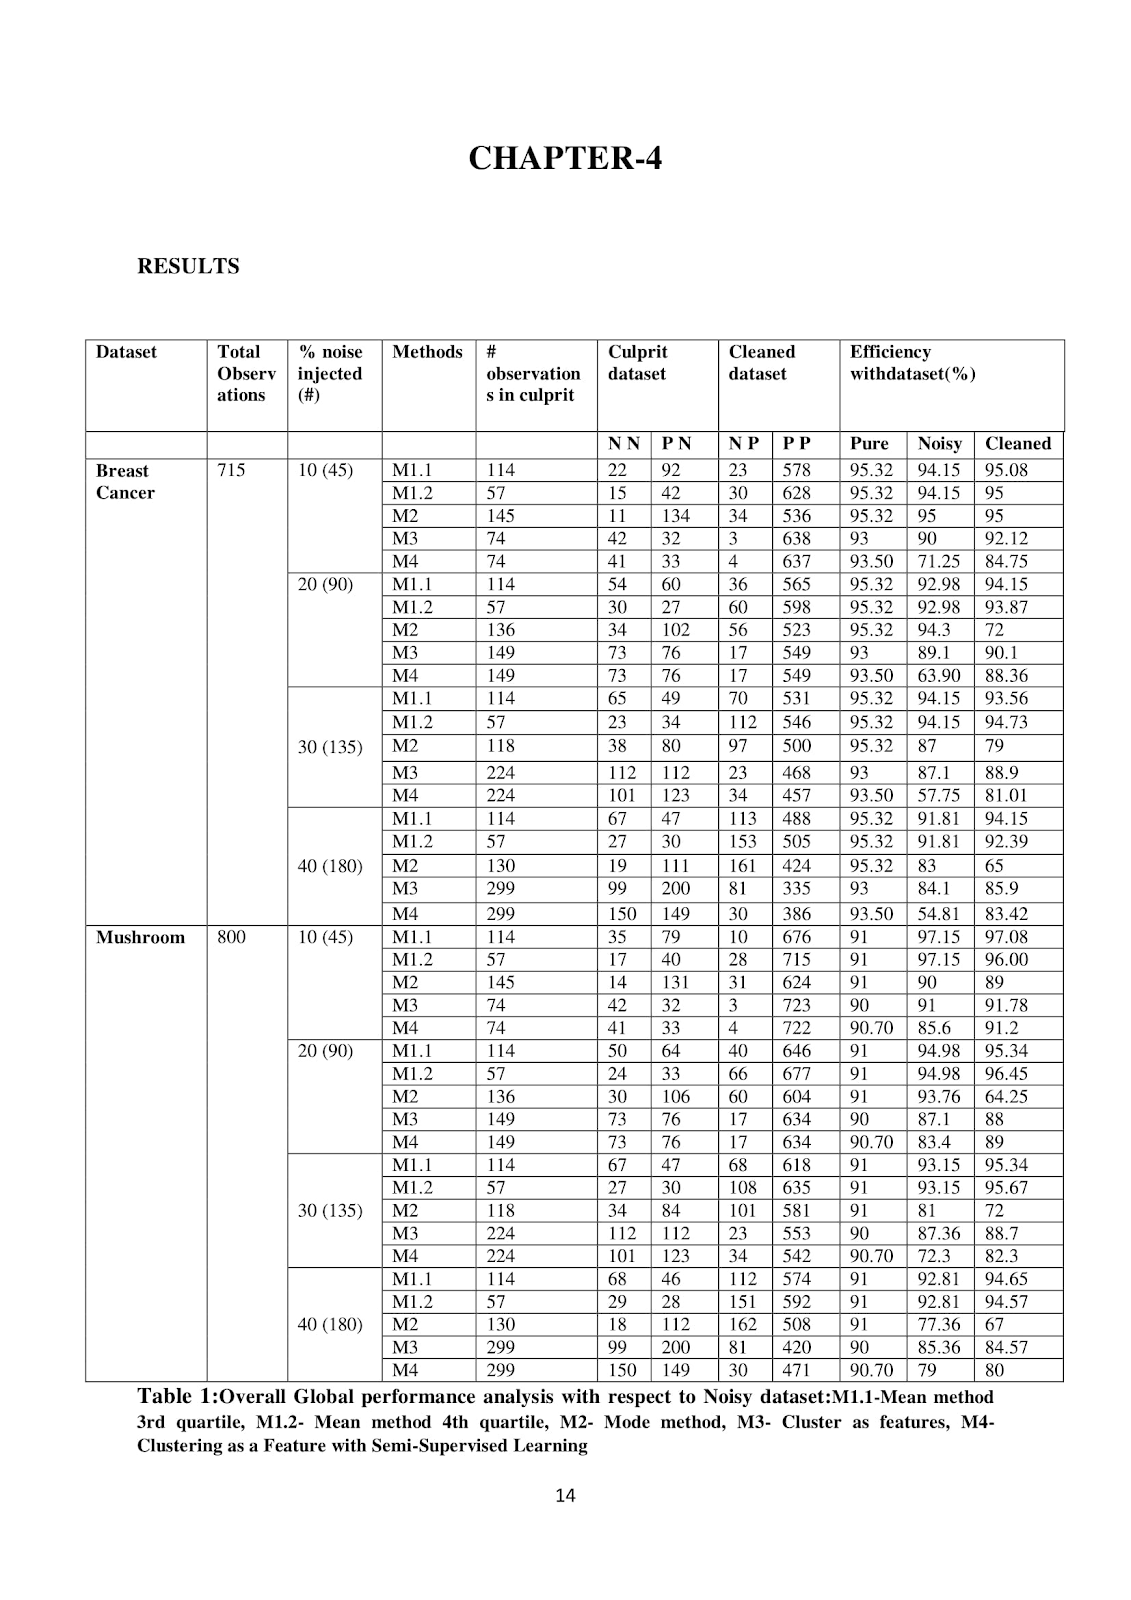 CHAPTER-4
RESULTS
Dataset Total Observ ations % noise injected (#) Methods # observation s in culprit Culprit dataset Cleaned dataset Efficiency withdataset(%)
N N P N N P P P Pure Noisy Cleaned
Breast Cancer 715 10 (45) M1.1 114 22 92 23 578 95.32 94.15 95.08
M1.2 57 15 42 30 628 95.32 94.15 95
M2 145 11 134 34 536 95.32 95 95
M3 74 42 32 3 638 93 90 92.12
M4 74 41 33 4 637 93.50 71.25 84.75
20 (90) M1.1 114 54 60 36 565 95.32 92.98 94.15
M1.2 57 30 27 60 598 95.32 92.98 93.87
M2 136 34 102 56 523 95.32 94.3 72
M3 149 73 76 17 549 93 89.1 90.1
M4 149 73 76 17 549 93.50 63.90 88.36
M1.1 114 65 49 70 531 95.32 94.15 93.56
M1.2 57 23 34 112 546 95.32 94.15 94.73
30 (135) M2 118 38 80 97 500 95.32 87 79
M3 224 112 112 23 468 93 87.1 88.9
M4 224 101 123 34 457 93.50 57.75 81.01
M1.1 114 67 47 113 488 95.32 91.81 94.15
M1.2 57 27 30 153 505 95.32 91.81 92.39
40 (180) M2 130 19 111 161 424 95.32 83 65
M3 299 99 200 81 335 93 84.1 85.9
M4 299 150 149 30 386 93.50 54.81 83.42
Mushroom 800 10 (45) M1.1 114 35 79 10 676 91 97.15 97.08
M1.2 57 17 40 28 715 91 97.15 96.00
M2 145 14 131 31 624 91 90 89
M3 74 42 32 3 723 90 91 91.78
M4 74 41 33 4 722 90.70 85.6 91.2
20 (90) M1.1 114 50 64 40 646 91 94.98 95.34
M1.2 57 24 33 66 677 91 94.98 96.45
M2 136 30 106 60 604 91 93.76 64.25
M3 149 73 76 17 634 90 87.1 88
M4 149 73 76 17 634 90.70 83.4 89
M1.1 114 67 47 68 618 91 93.15 95.34
M1.2 57 27 30 108 635 91 93.15 95.67
30 (135) M2 118 34 84 101 581 91 81 72
M3 224 112 112 23 553 90 87.36 88.7
M4 224 101 123 34 542 90.70 72.3 82.3
M1.1 114 68 46 112 574 91 92.81 94.65
M1.2 57 29 28 151 592 91 92.81 94.57
40 (180) M2 130 18 112 162 508 91 77.36 67
M3 299 99 200 81 420 90 85.36 84.57
M4 299 150 149 30 471 90.70 79 80
Table 1:Overall Global performance analysis with respect to Noisy dataset:M1.1-Mean method
3rd quartile, M1.2- Mean method 4th quartile, M2- Mode method, M3- Cluster as features, M4-
Clustering as a Feature with Semi-Supervised Learning
14